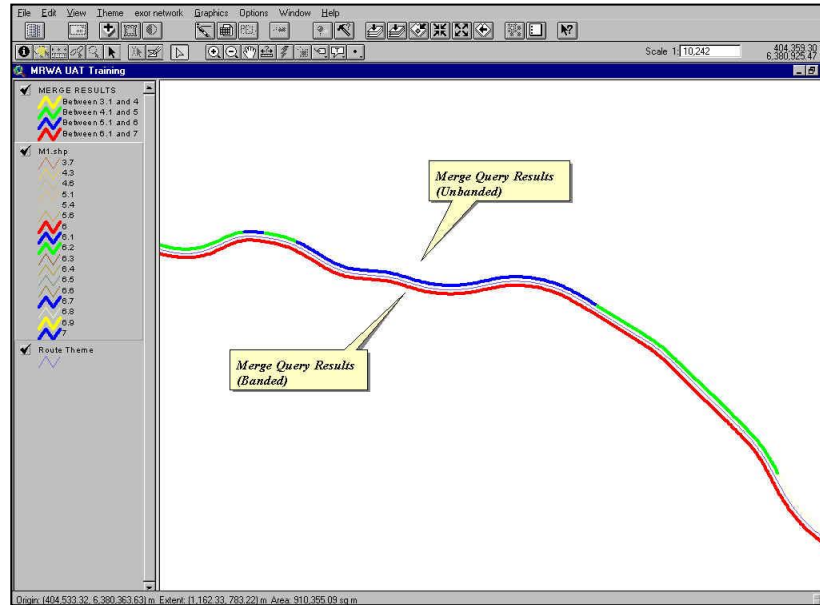 File Edit View Theme exor network Graphics Options Window Help
Scale 1: 10,242
404,359.30
6,380,925.47
MRWA UAT Training
MERGE RESULTS
Between 3.1 and 4
Between 4.1 and 5
Between 5.1 and 6
Between 6.1 and 7
M1.shp
3.7
4.3
4.6
5.1
5.4
5.6
6
6.1
6.2
6.3
6.4
6.5
6.6
6.7
6.8
6.9
7
Route Theme
Merge Query Results
(Unbanded)
Merge Query Results
(Banded)
Origin: (404,533.32, 6,380,363.63) m Extent: (1,162.33, 783.22) m Area: 910,355.09 sq m